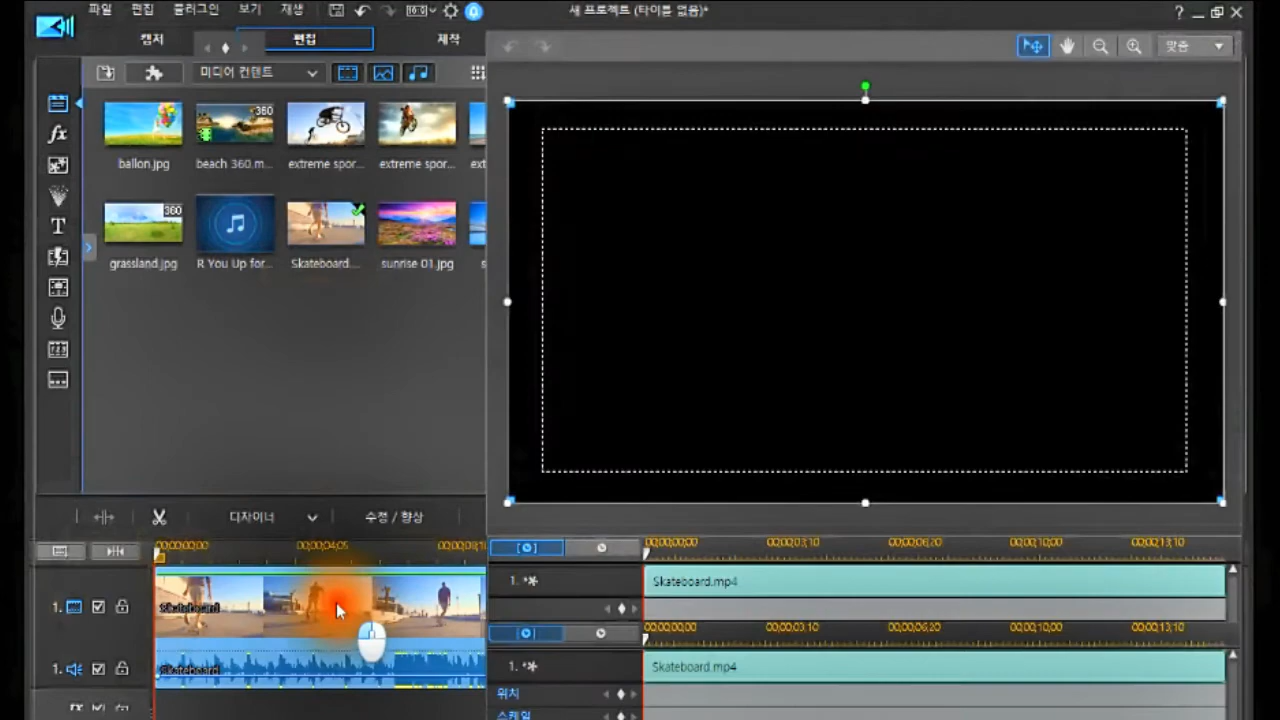 파일 편집 플러그인 보기 재생 새 프로젝트 (타이틀 없음)*
캡처 편집 제작 맞춤
미디어 컨텐트
360
ballon.jpg beach 360.m... extreme spor... extreme spor... ext
360
grassland.jpg R You Up for... Skateboard.... sunrise 01.jpg s
T
디자이너 수정 / 향상
00;00;00;00 00;00;04;05 00;00;00;00 00;00;03;10 00;00;06;20 00;00;10;00 00;00;13;10
1. Skateboard 1. Skateboard.mp4
00;00;00;00 00;00;03;10 00;00;06;20 00;00;10;00 00;00;13;10
1. Skateboard 1. Skateboard.mp4
위치
fx 스케일